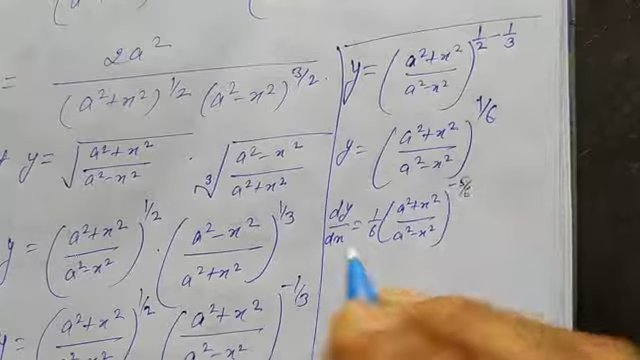 = 2a² / (a²+x²)^1/2 (a²-x²)^3/2 .
y = √((a²+x²)/(a²-x²)) · ∛((a²-x²)/(a²+x²))
y = ((a²+x²)/(a²-x²))^1/2 · ((a²-x²)/(a²+x²))^1/3
y = ((a²+x²)/(a²-x²))^1/2 ((a²+x²)/(a²-x²))^-1/3
y = ((a²+x²)/(a²-x²))^1/2-1/3
y = ((a²+x²)/(a²-x²))^1/6
dy/dx = 1/6 ((a²+x²)/(a²-x²))^-5/6